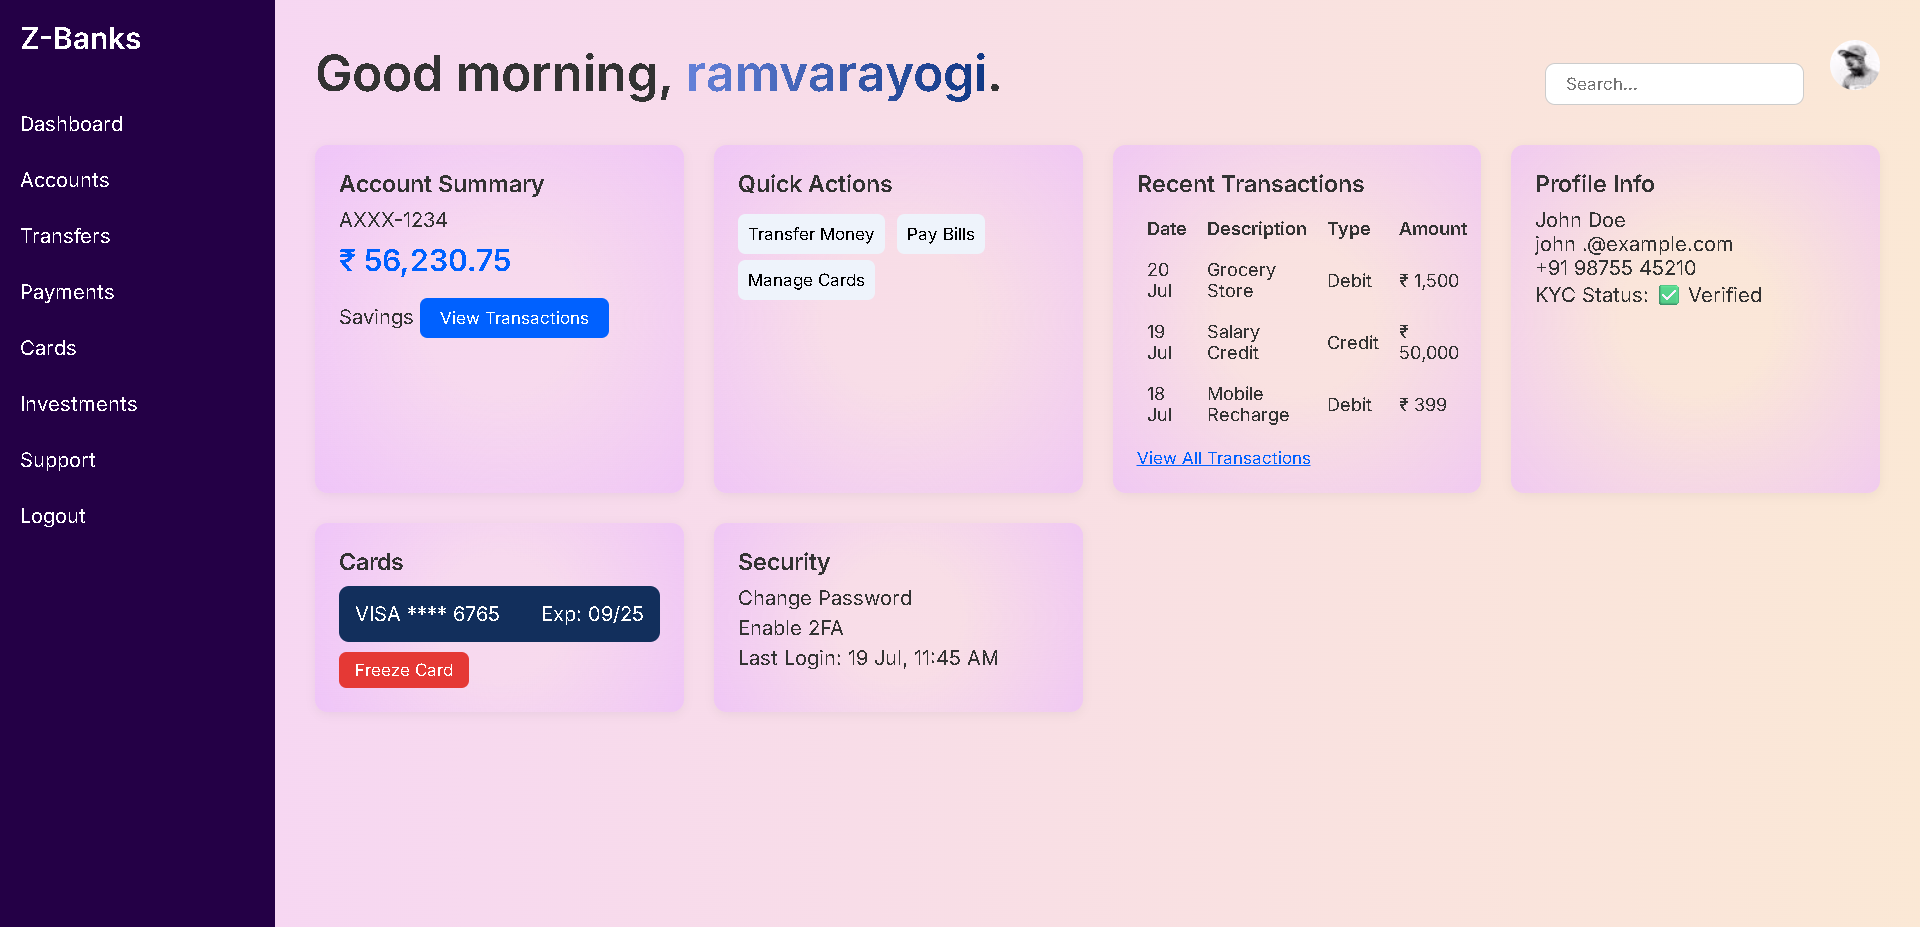 Z-Banks
Dashboard
Accounts
Transfers
Payments
Cards
Investments
Support
Logout
Good morning, ramvarayogi.
Search...
Account Summary
AXXX-1234
₹ 56,230.75
Savings View Transactions
Quick Actions
Transfer Money Pay Bills
Manage Cards
Recent Transactions
Date Description Type Amount
20 Jul Grocery Store Debit ₹ 1,500
19 Jul Salary Credit Credit ₹ 50,000
18 Jul Mobile Recharge Debit ₹ 399
View All Transactions
Profile Info
John Doe
john .@example.com
+91 98755 45210
KYC Status: ✅ Verified
Cards
VISA **** 6765 Exp: 09/25
Freeze Card
Security
Change Password
Enable 2FA
Last Login: 19 Jul, 11:45 AM